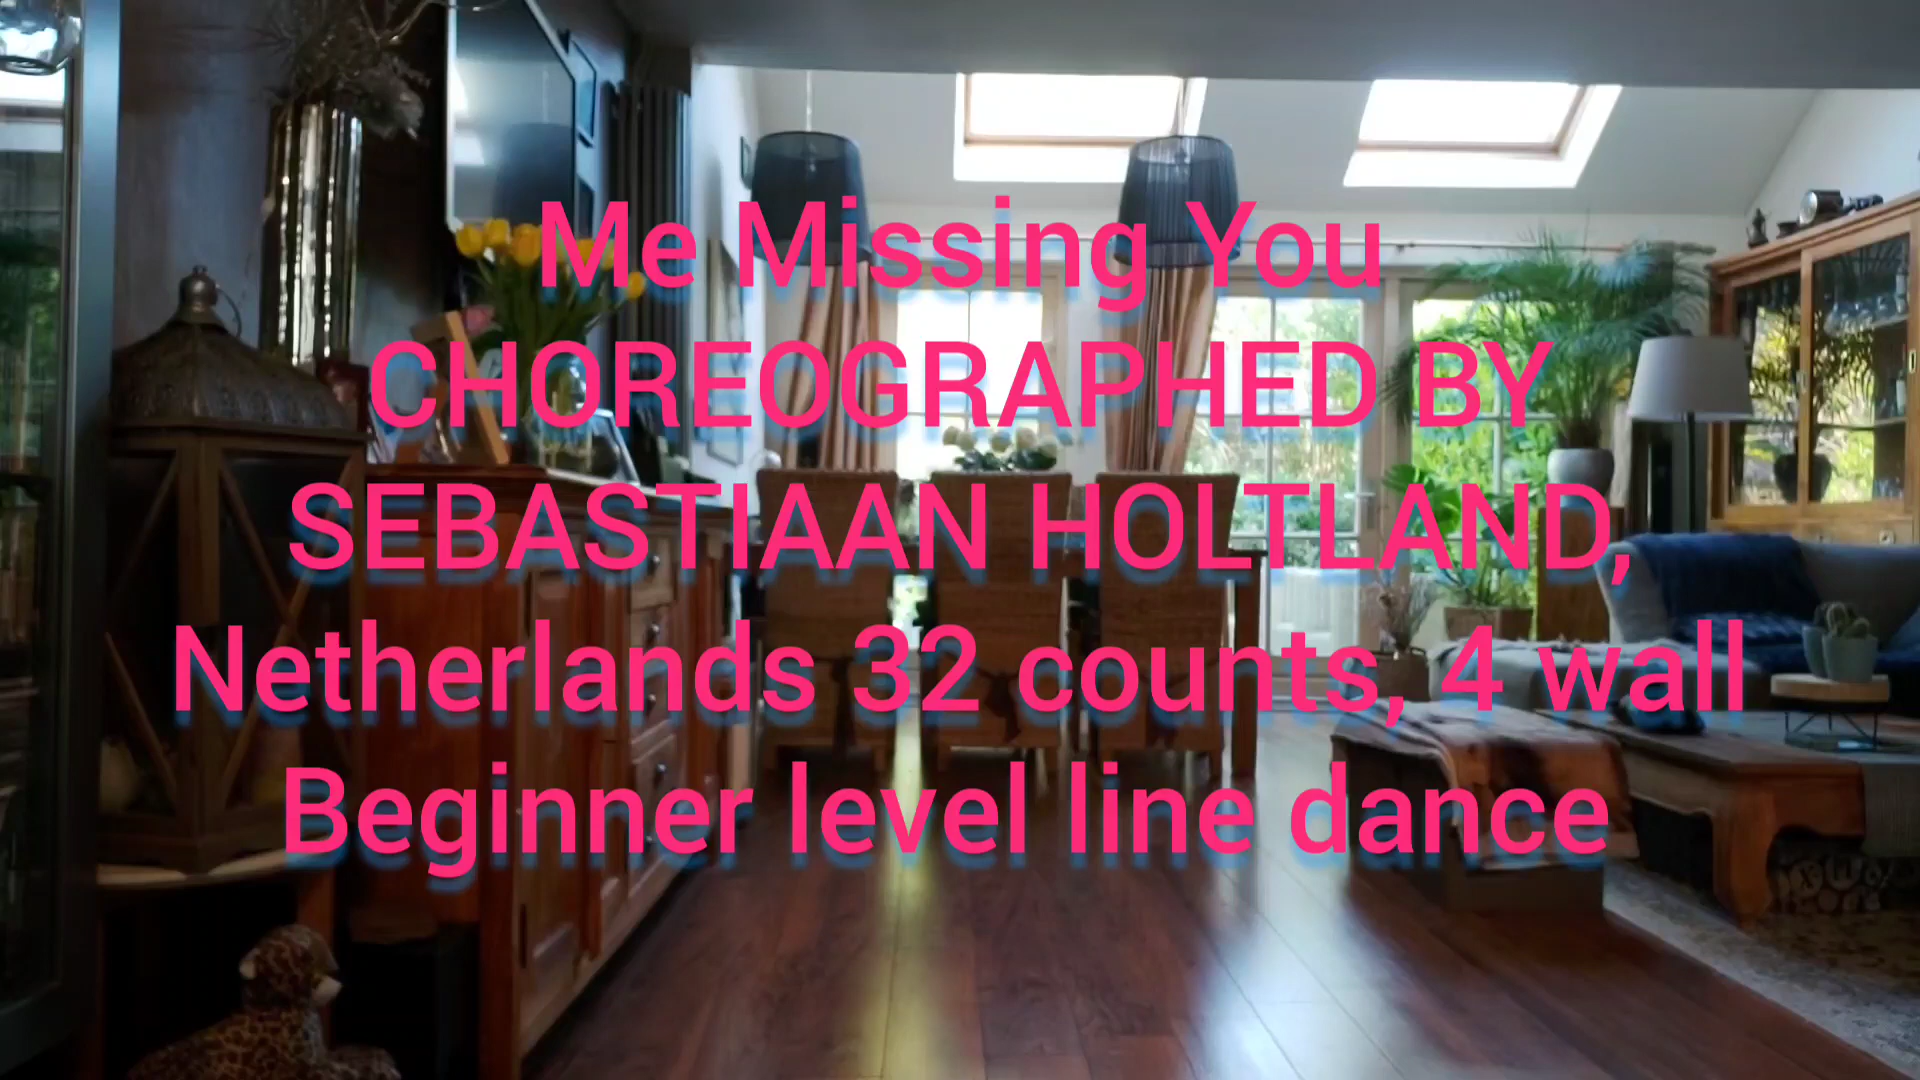 Me Missing You
CHOREOGRAPHED BY
SEBASTIAAN HOLTLAND,
Netherlands 32 counts, 4 wall
Beginner level line dance